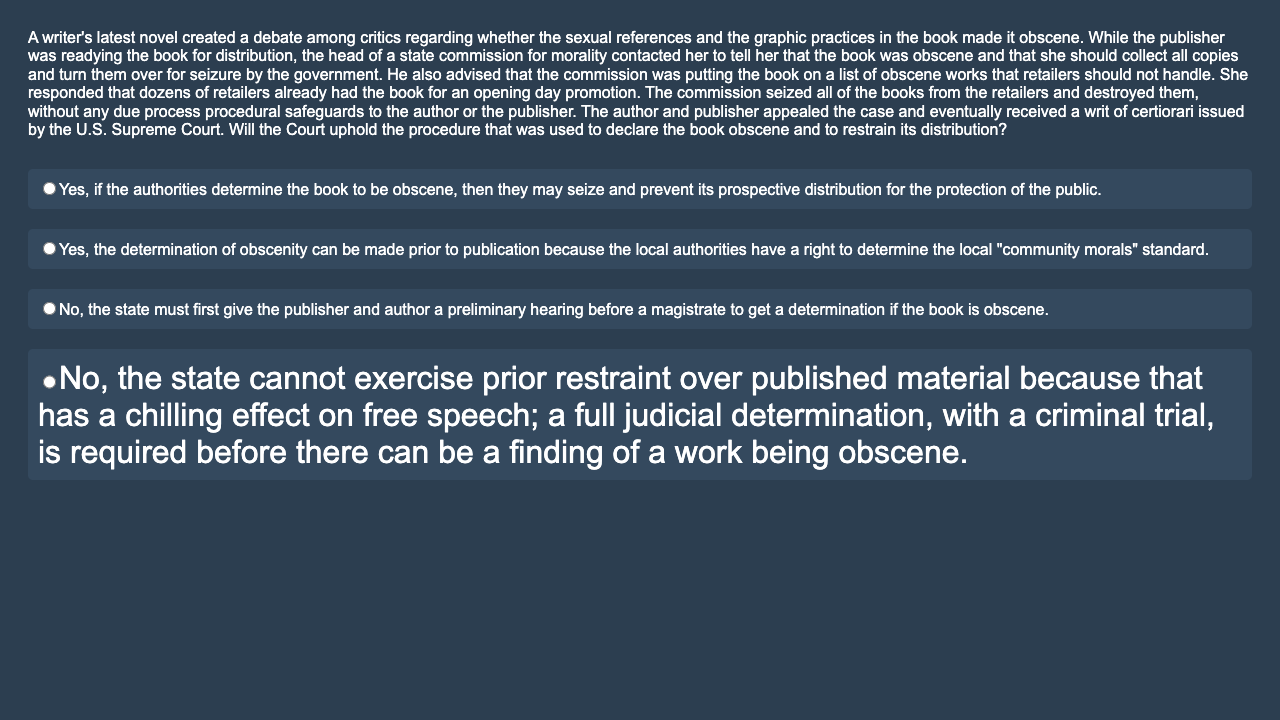 A writer's latest novel created a debate among critics regarding whether the sexual references and the graphic practices in the book made it obscene. While the publisher
was readying the book for distribution, the head of a state commission for morality contacted her to tell her that the book was obscene and that she should collect all copies
and turn them over for seizure by the government. He also advised that the commission was putting the book on a list of obscene works that retailers should not handle. She
responded that dozens of retailers already had the book for an opening day promotion. The commission seized all of the books from the retailers and destroyed them,
without any due process procedural safeguards to the author or the publisher. The author and publisher appealed the case and eventually received a writ of certiorari issued
by the U.S. Supreme Court. Will the Court uphold the procedure that was used to declare the book obscene and to restrain its distribution?
Yes, if the authorities determine the book to be obscene, then they may seize and prevent its prospective distribution for the protection of the public.
Yes, the determination of obscenity can be made prior to publication because the local authorities have a right to determine the local "community morals" standard.
No, the state must first give the publisher and author a preliminary hearing before a magistrate to get a determination if the book is obscene.
No, the state cannot exercise prior restraint over published material because that
has a chilling effect on free speech; a full judicial determination, with a criminal trial,
is required before there can be a finding of a work being obscene.